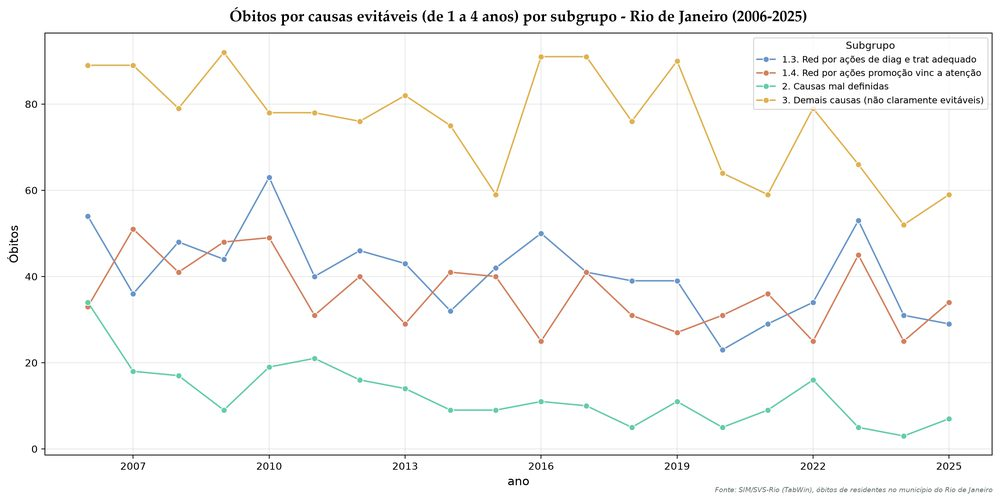 Óbitos por causas evitáveis (de 1 a 4 anos) por subgrupo - Rio de Janeiro (2006-2025)
Subgrupo
1.3. Red por ações de diag e trat adequado
1.4. Red por ações promoção vinc a atenção
2. Causas mal definidas
3. Demais causas (não claramente evitáveis)
Óbitos
80
60
40
20
0
2007
2010
2013
2016
2019
2022
2025
ano
Fonte: SIM/SVS-Rio (TabWin), óbitos de residentes no município do Rio de Janeiro